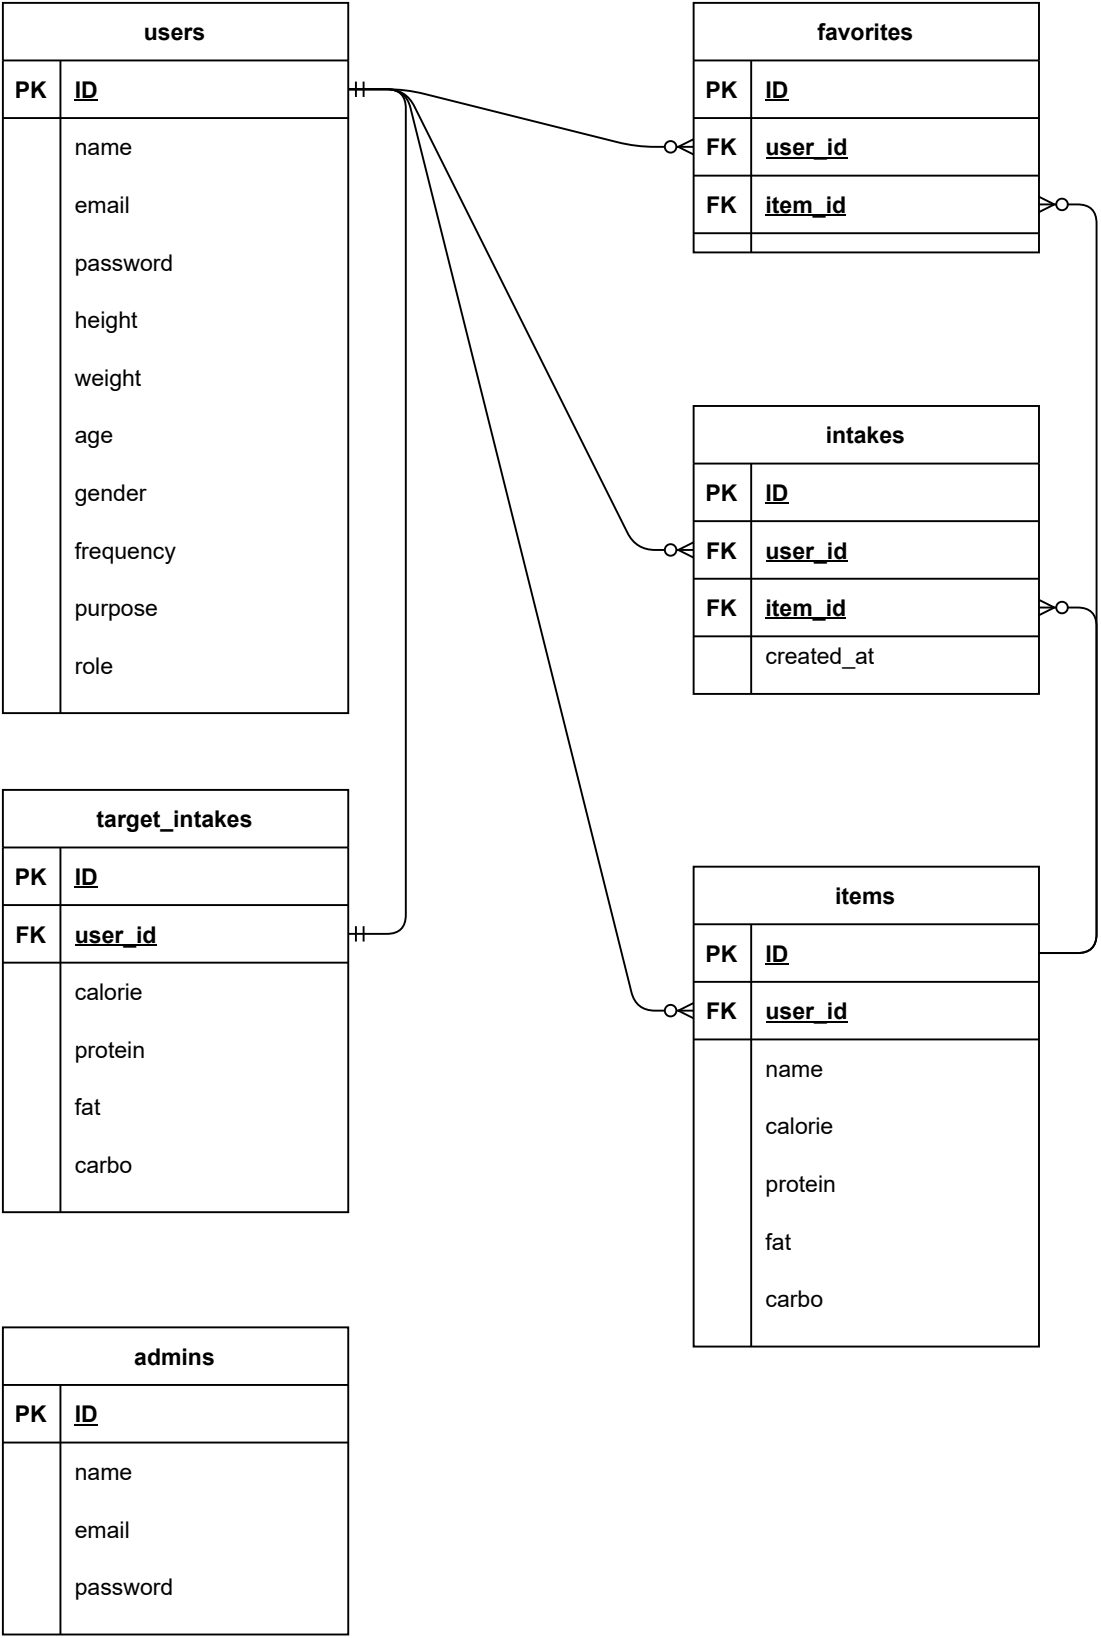 users
PK ID
name
email
password
height
weight
age
gender
frequency
purpose
role
favorites
PK ID
FK user_id
FK item_id
intakes
PK ID
FK user_id
FK item_id
created_at
target_intakes
PK ID
FK user_id
calorie
protein
fat
carbo
items
PK ID
FK user_id
name
calorie
protein
fat
carbo
admins
PK ID
name
email
password